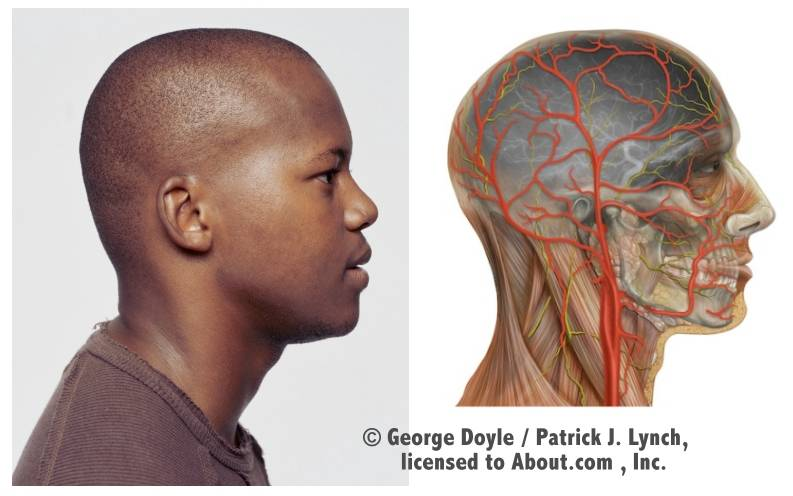 © George Doyle / Patrick J. Lynch,
licensed to About.com , Inc.